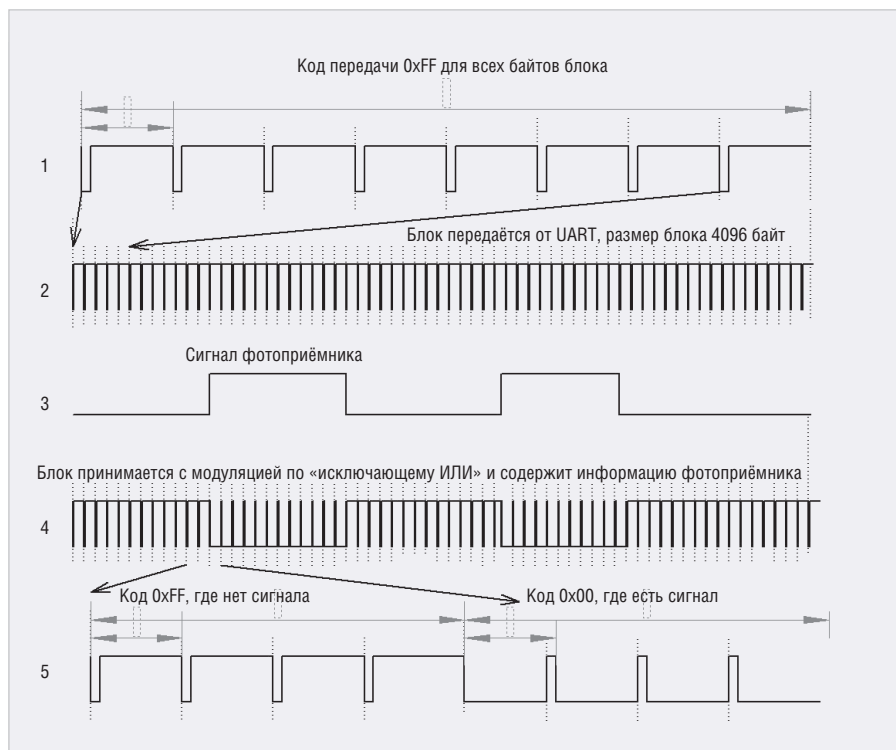 Код передачи 0xFF для всех байтов блока
1
Блок передаётся от UART, размер блока 4096 байт
2
Сигнал фотоприёмника
3
Блок принимается с модуляцией по «исключающему ИЛИ» и содержит информацию фотоприёмника
4
Код 0xFF, где нет сигнала
Код 0x00, где есть сигнал
5